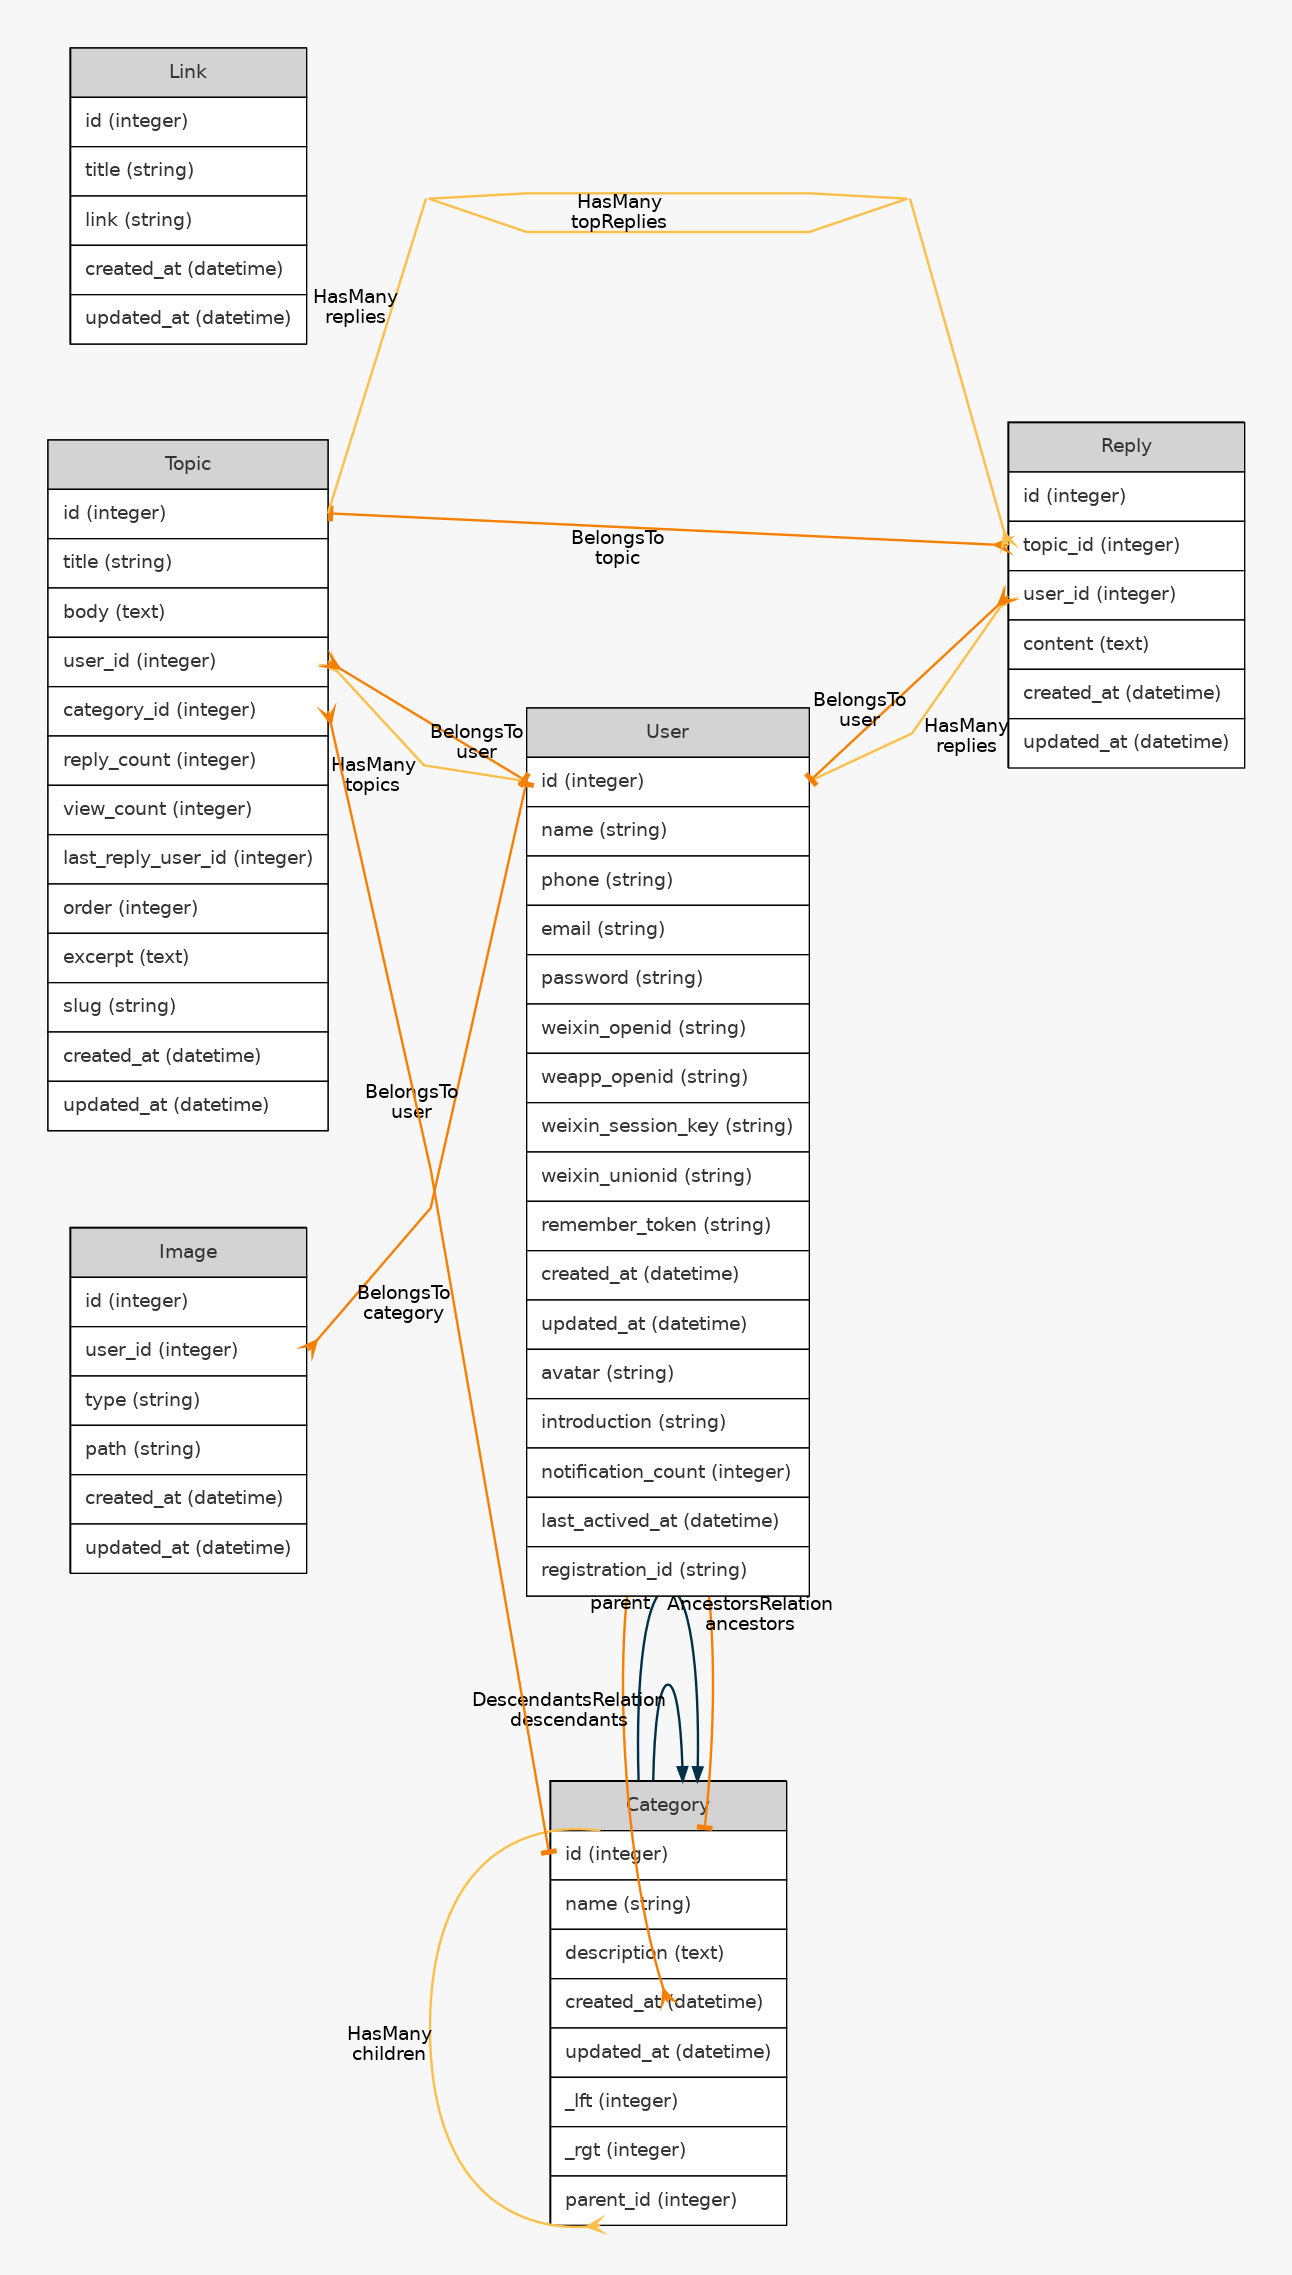 Link
id (integer)
title (string)
link (string)
created_at (datetime)
updated_at (datetime)
HasMany
topReplies
HasMany
replies
Topic
id (integer)
title (string)
body (text)
user_id (integer)
category_id (integer)
reply_count (integer)
view_count (integer)
last_reply_user_id (integer)
order (integer)
excerpt (text)
slug (string)
created_at (datetime)
updated_at (datetime)
Reply
id (integer)
topic_id (integer)
user_id (integer)
content (text)
created_at (datetime)
updated_at (datetime)
BelongsTo
topic
BelongsTo
user
HasMany
topics
BelongsTo
user
HasMany
replies
User
id (integer)
name (string)
phone (string)
email (string)
password (string)
weixin_openid (string)
weapp_openid (string)
weixin_session_key (string)
weixin_unionid (string)
remember_token (string)
created_at (datetime)
updated_at (datetime)
avatar (string)
introduction (string)
notification_count (integer)
last_actived_at (datetime)
registration_id (string)
BelongsTo
user
Image
id (integer)
user_id (integer)
type (string)
path (string)
created_at (datetime)
updated_at (datetime)
BelongsTo
category
parent
AncestorsRelation
ancestors
DescendantsRelation
descendants
Category
id (integer)
name (string)
description (text)
created_at (datetime)
updated_at (datetime)
_lft (integer)
_rgt (integer)
parent_id (integer)
HasMany
children